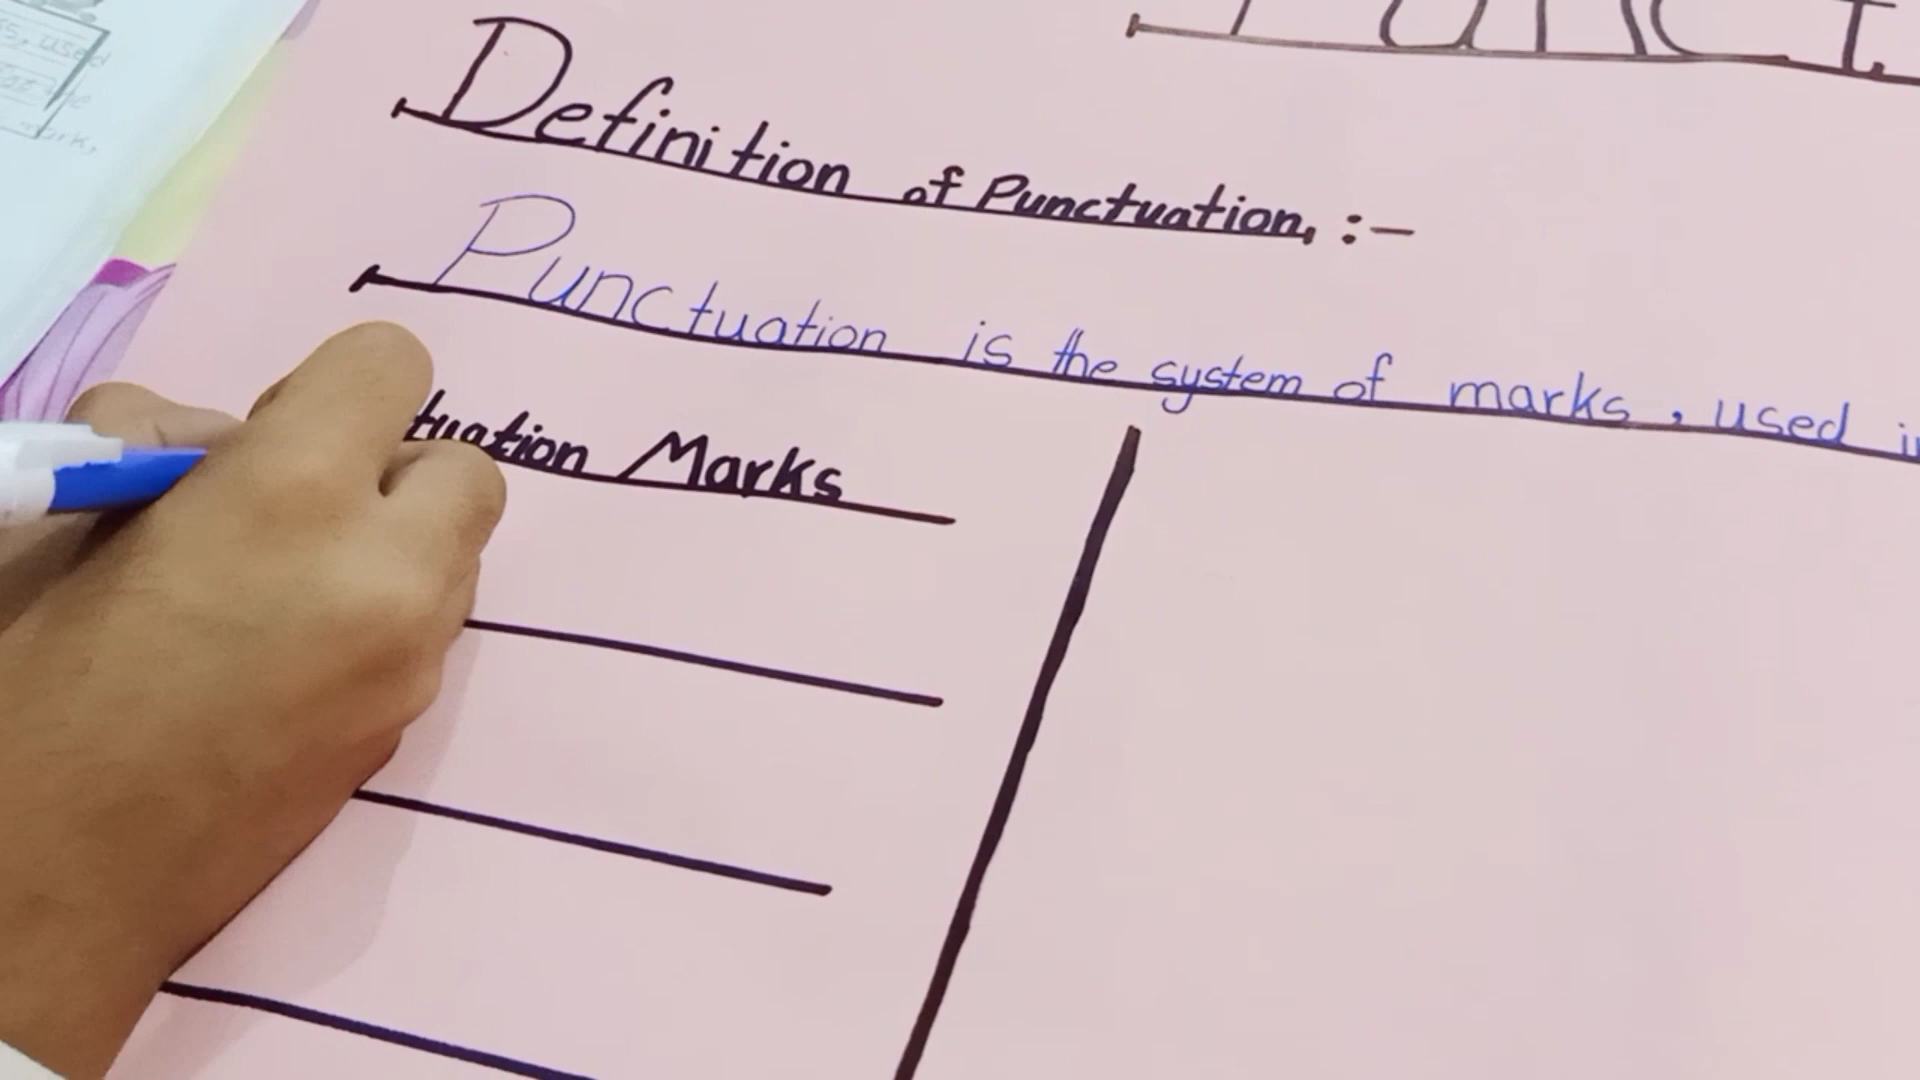 Definition of Punctuation, :-
Punctuation is the system of marks, used
tuation Marks